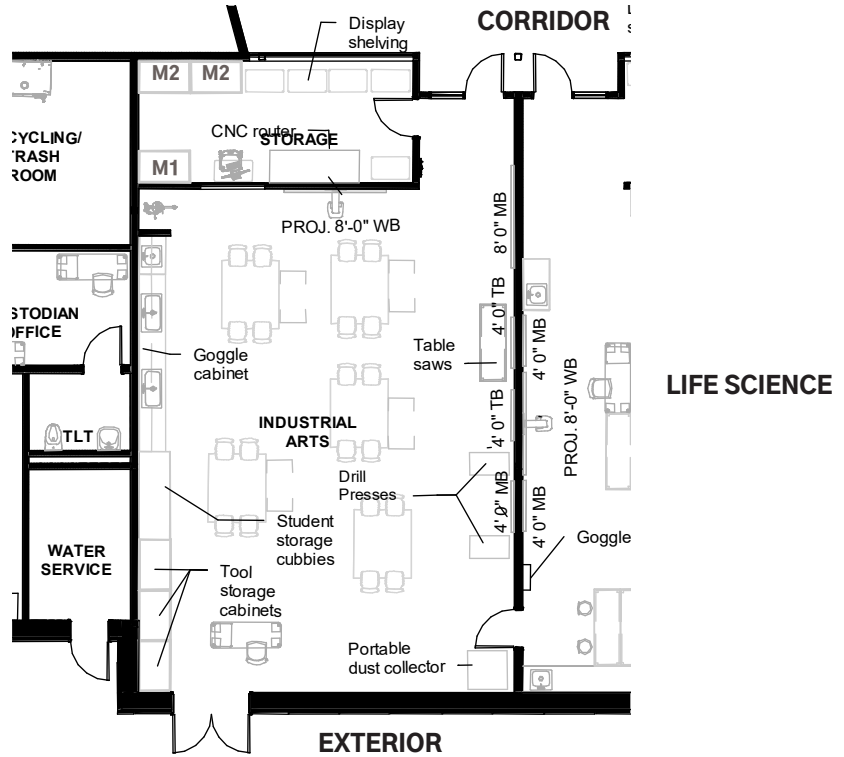 CORRIDOR
Display
shelving
M2 M2
CNC router
STORAGE
M1
CYCLING/
TRASH
ROOM
PROJ. 8'-0" WB
8' 0" MB
STODIAN
OFFICE
4' 0" TB
Goggle
cabinet
Table
saws
4' 0" MB
PROJ. 8'-0" WB
LIFE SCIENCE
TLT
INDUSTRIAL
ARTS
4' 0" TB
Drill
Presses
4' 0" MB
4' 0" MB
Student
storage
cubbies
Goggle
WATER
SERVICE
Tool
storage
cabinets
Portable
dust collector
EXTERIOR